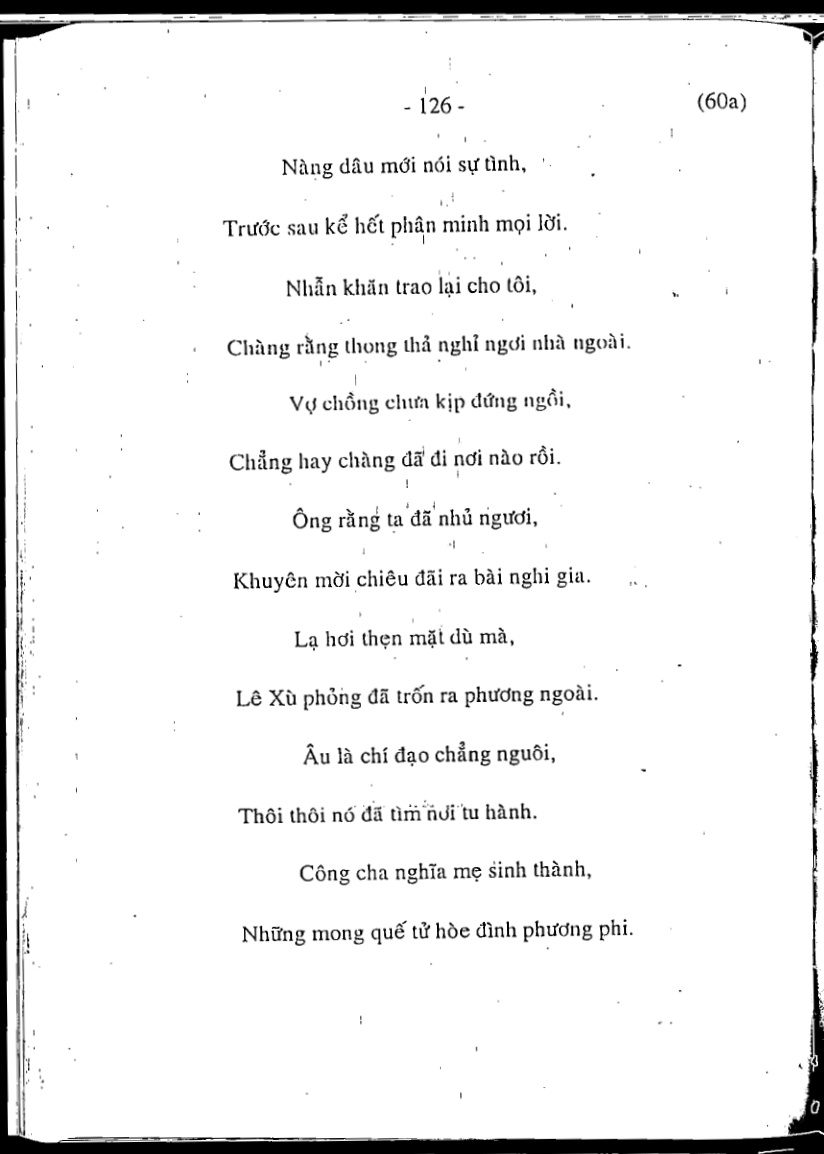 - 126 -
(60a)
Nàng dâu mới nói sự tình,
Trước sau kể hết phận minh mọi lời.
Nhẫn khăn trao lại cho tôi,
Chàng rằng thong thả nghỉ ngơi nhà ngoài.
Vợ chồng chưa kịp đứng ngồi,
Chẳng hay chàng đã đi nơi nào rồi.
Ông rằng ta đã nhủ ngươi,
Khuyên mời chiêu đãi ra bài nghi gia.
Lạ hơi thẹn mặt dù mà,
Lê Xù phỏng đã trốn ra phương ngoài.
Âu là chí đạo chẳng nguôi,
Thôi thôi nó đã tìm nơi tu hành.
Công cha nghĩa mẹ sinh thành,
Những mong quế tử hòe đình phương phi.